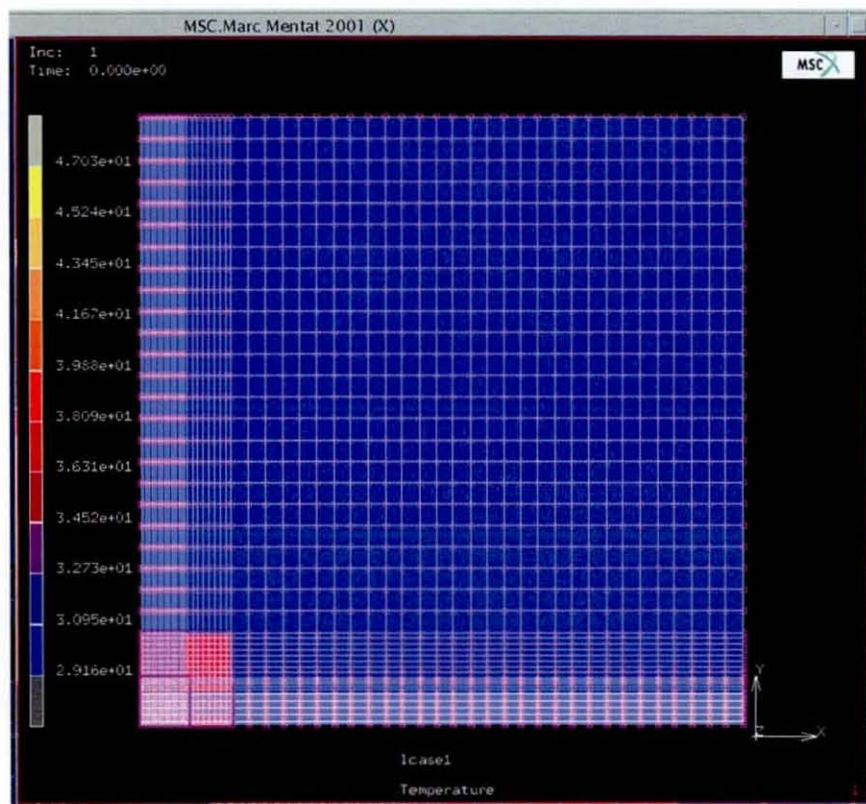 MSC.Marc Mentat 2001 (X)
Inc: 1
Time: 0.000e+00
MSC
4.703e+01
4.524e+01
4.345e+01
4.167e+01
3.988e+01
3.809e+01
3.631e+01
3.452e+01
3.273e+01
3.095e+01
2.916e+01
Y
Z
X
lcase1
Temperature
1